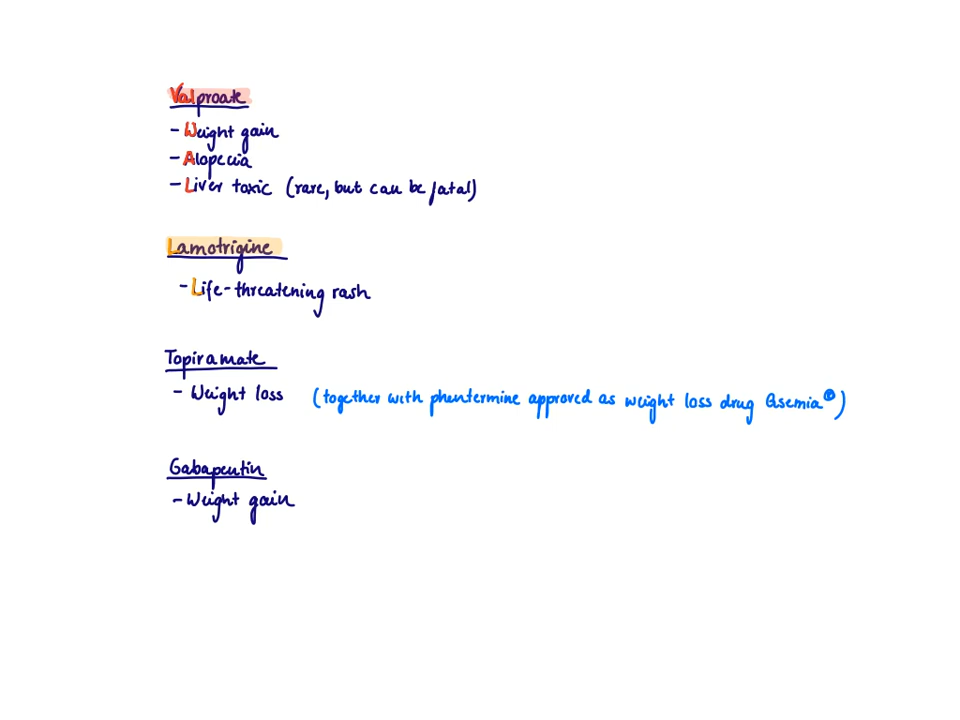 Valproate
- Weight gain
- Alopecia
- Liver toxic (rare, but can be fatal)
Lamotrigine
- Life-threatening rash
Topiramate
- Weight loss (together with phentermine approved as weight loss drug Qsemia®)
Gabapentin
- Weight gain